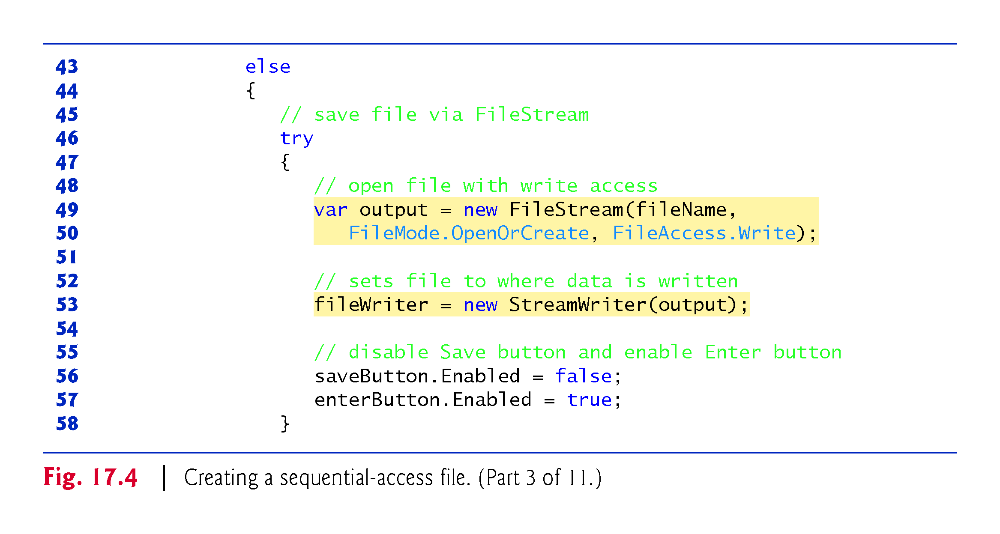 43 else
44 {
45 // save file via FileStream
46 try
47 {
48 // open file with write access
49 var output = new FileStream(fileName,
50 FileMode.OpenOrCreate, FileAccess.Write);
51
52 // sets file to where data is written
53 fileWriter = new StreamWriter(output);
54
55 // disable Save button and enable Enter button
56 saveButton.Enabled = false;
57 enterButton.Enabled = true;
58 }
Fig. 17.4 | Creating a sequential-access file. (Part 3 of 11.)